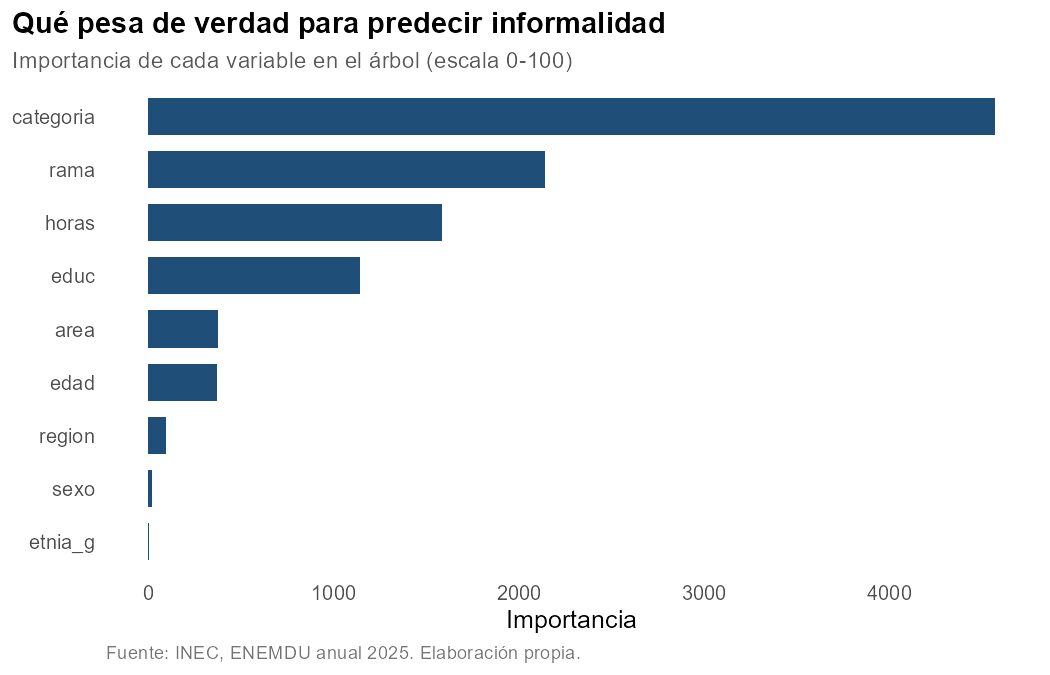 Qué pesa de verdad para predecir informalidad
Importancia de cada variable en el árbol (escala 0-100)
categoria
rama
horas
educ
area
edad
region
sexo
etnia_g
0 1000 2000 3000 4000
Importancia
Fuente: INEC, ENEMDU anual 2025. Elaboración propia.